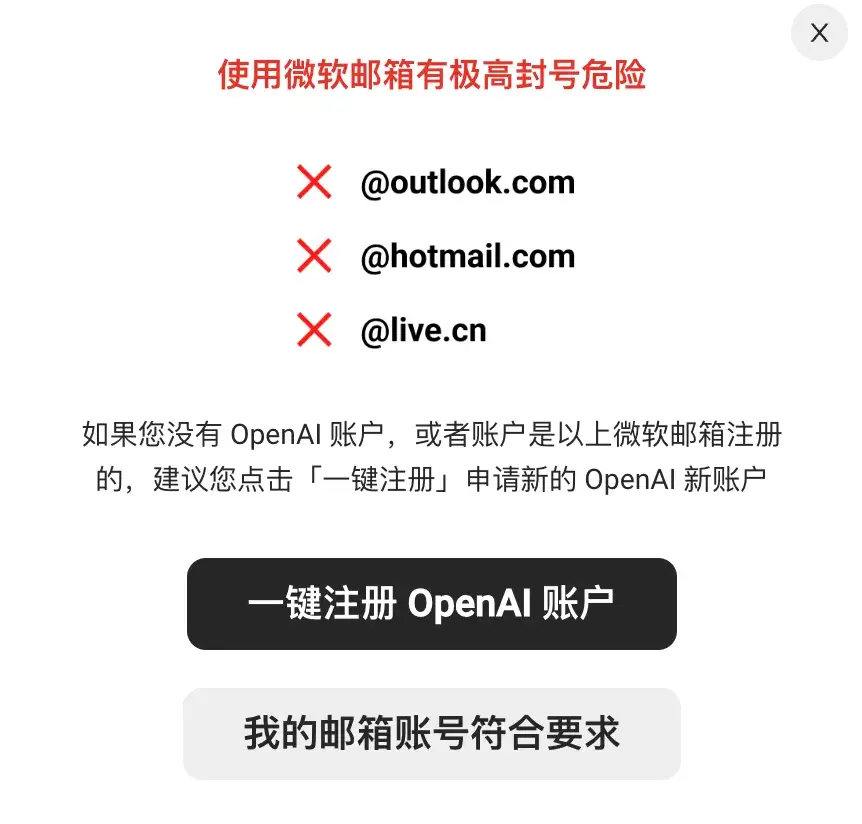 X
使用微软邮箱有极高封号危险
@outlook.com
@hotmail.com
@live.cn
如果您没有 OpenAI 账户，或者账户是以上微软邮箱注册
的，建议您点击「一键注册」申请新的 OpenAI 新账户
一键注册 OpenAI 账户
我的邮箱账号符合要求